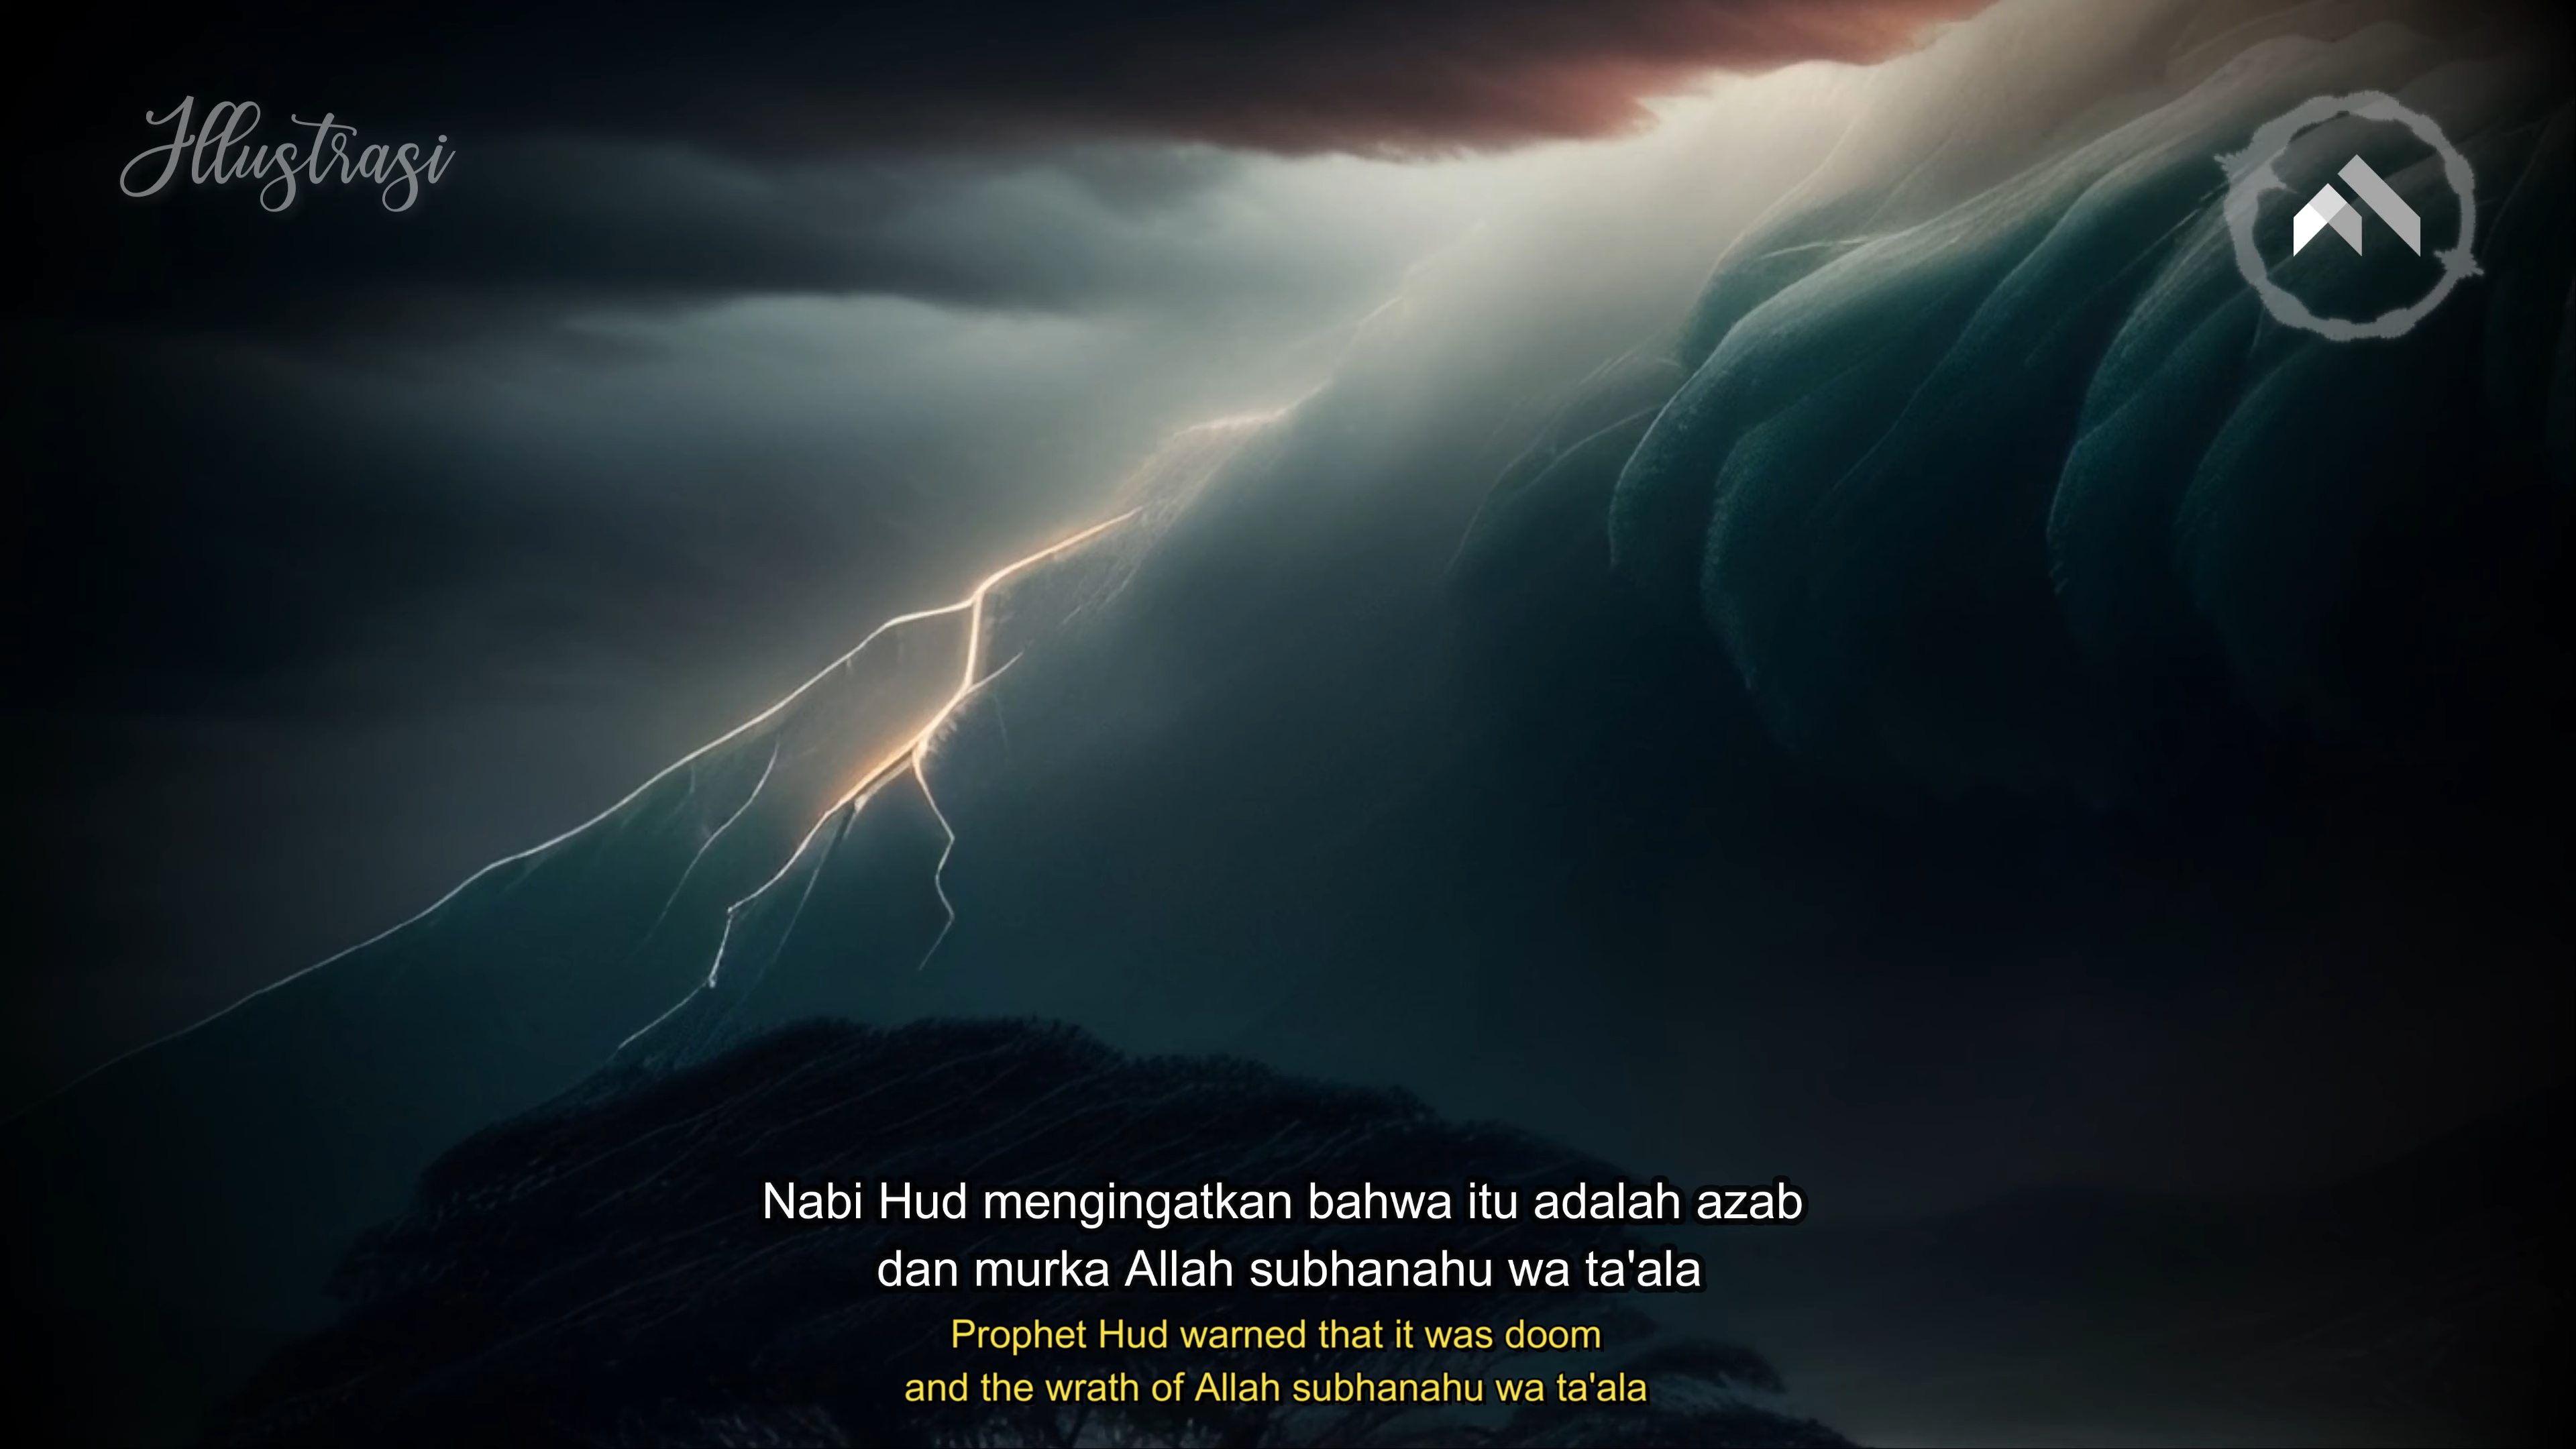 Illustrasi
Nabi Hud mengingatkan bahwa itu adalah azab
dan murka Allah subhanahu wa ta'ala
Prophet Hud warned that it was doom
and the wrath of Allah subhanahu wa ta'ala